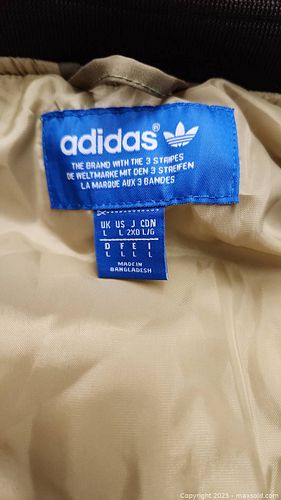 adidas®
THE BRAND WITH THE 3 STRIPES
DE WELTMARKE MIT DEN 3 STREIFEN
LA MARQUE AUX 3 BANDES
UK US J CDN
L L 2XO L/G
D F E I
L L L L
MADE IN
BANGLADESH
Copyright 2023 - maxsold.com